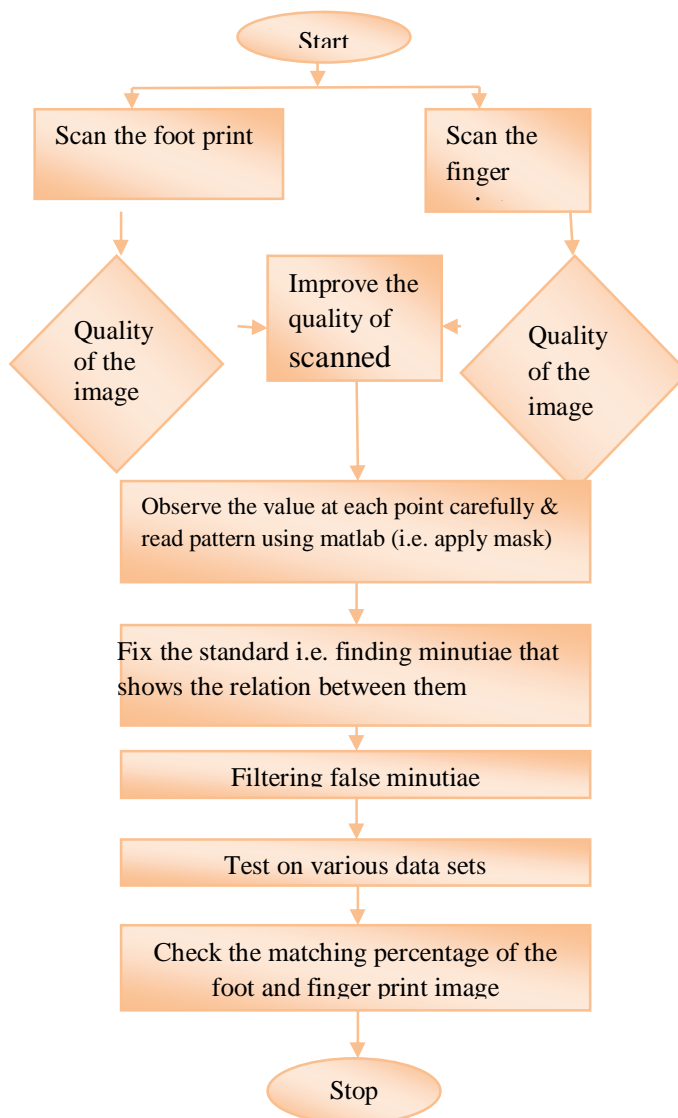 Start
Scan the foot print
Scan the
finger
Quality
of the
image
Improve the
quality of
scanned
Quality
of the
image
Observe the value at each point carefully &
read pattern using matlab (i.e. apply mask)
Fix the standard i.e. finding minutiae that
shows the relation between them
Filtering false minutiae
Test on various data sets
Check the matching percentage of the
foot and finger print image
Stop